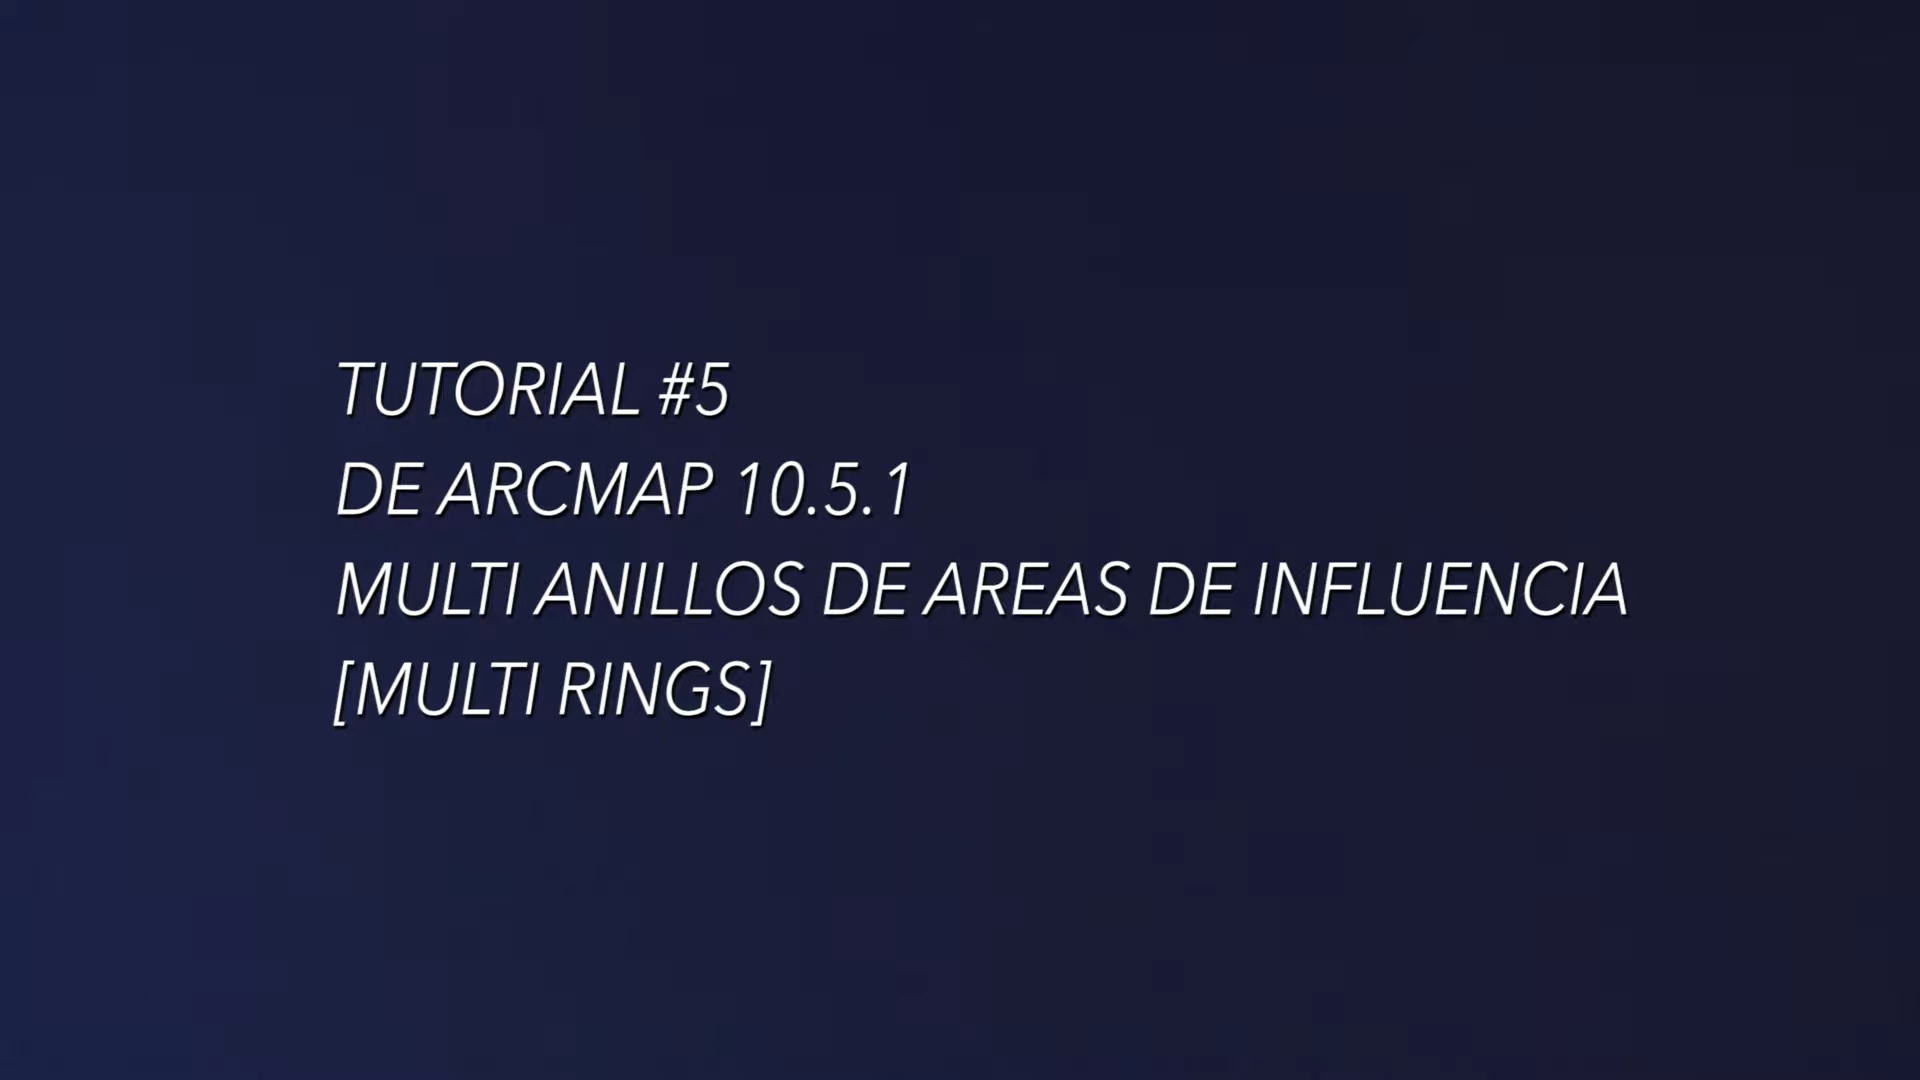 TUTORIAL #5
DE ARCMAP 10.5.1
MULTI ANILLOS DE AREAS DE INFLUENCIA
[MULTI RINGS]